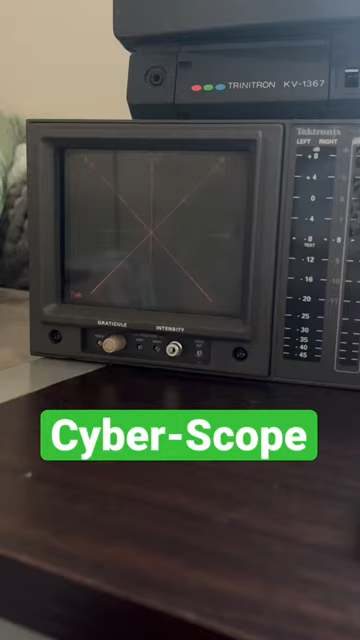 TRINITRON KV-1367
Tektronix
LEFT RIGHT
dB
+8
+4
0
-4
-8
TEST
-12
-16
-20
-25
-30
-35
-40
-45
GRATICULE
INTENSITY
Cyber-Scope